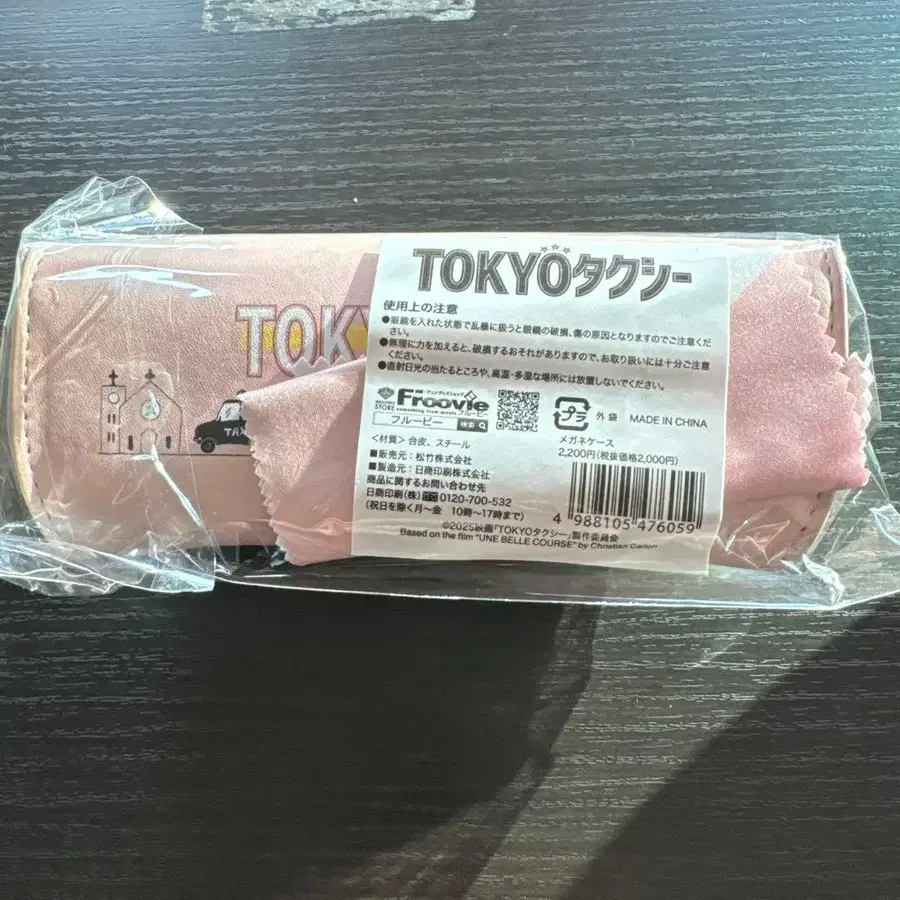 TOKYOタクシー
使用上の注意
●眼鏡を入れた状態で乱暴に扱うと眼鏡の破損、傷の原因となりますのでご注意くだ
さい。
●無理に力を加えると、破損するおそれがありますので、お取り扱いには十分ご注意
ください。
●直射日光の当たるところや、高温・多湿な場所には放置しないでください。
STORE Froovie フルービー
something from movie
フルービー 検索
プラ 外袋 MADE IN CHINA
<材質> 合皮、スチール
■販売元:松竹株式会社
■製造元:日商印刷株式会社
商品に関するお問い合わせ先
日商印刷(株) 0120-700-532
(祝日を除く月~金 10時~17時まで)
メガネケース
2,200円(税抜価格2,000円)
4 988105 476059
©2025映画「TOKYOタクシー」製作委員会
Based on the film "UNE BELLE COURSE" by Christian Carion
TOKY
TAX